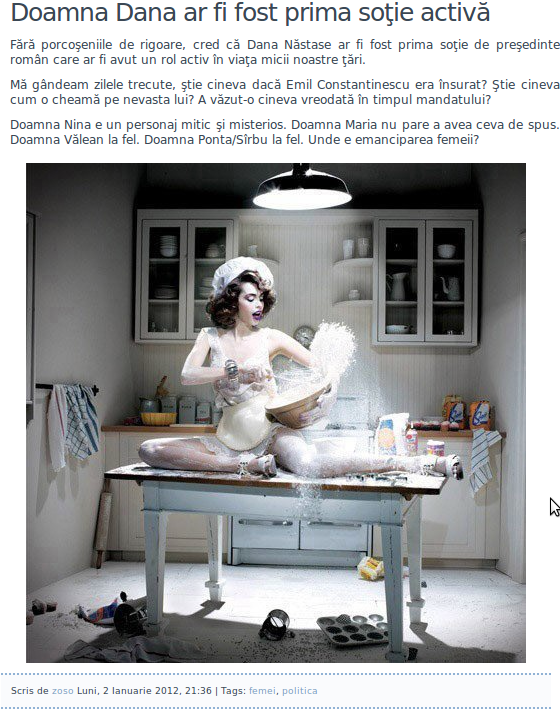 Doamna Dana ar fi fost prima soţie activă
Fără porcoşeniile de rigoare, cred că Dana Năstase ar fi fost prima soţie de preşedinte
român care ar fi avut un rol activ în viaţa micii noastre ţări.
Mă gândeam zilele trecute, ştie cineva dacă Emil Constantinescu era însurat? Ştie cineva
cum o cheamă pe nevasta lui? A văzut-o cineva vreodată în timpul mandatului?
Doamna Nina e un personaj mitic şi misterios. Doamna Maria nu pare a avea ceva de spus.
Doamna Vălean la fel. Doamna Ponta/Sîrbu la fel. Unde e emanciparea femeii?
Scris de zoso Luni, 2 Ianuarie 2012, 21:36 | Tags: femei, politica